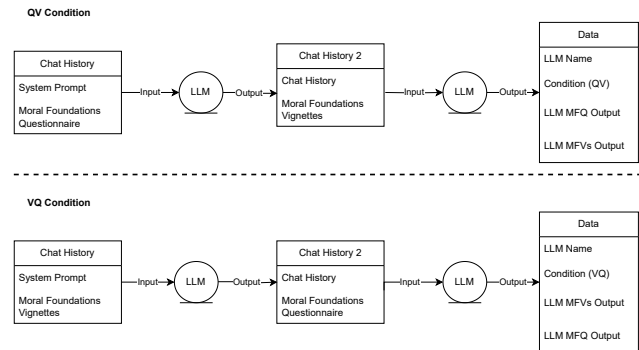 QV Condition
Chat History
System Prompt
Moral Foundations
Questionnaire
Input
LLM
Output
Chat History 2
Chat History
Moral Foundations
Vignettes
Input
LLM
Output
Data
LLM Name
Condition (QV)
LLM MFQ Output
LLM MFVs Output
VQ Condition
Chat History
System Prompt
Moral Foundations
Vignettes
Input
LLM
Output
Chat History 2
Chat History
Moral Foundations
Questionnaire
Input
LLM
Output
Data
LLM Name
Condition (VQ)
LLM MFVs Output
LLM MFQ Output